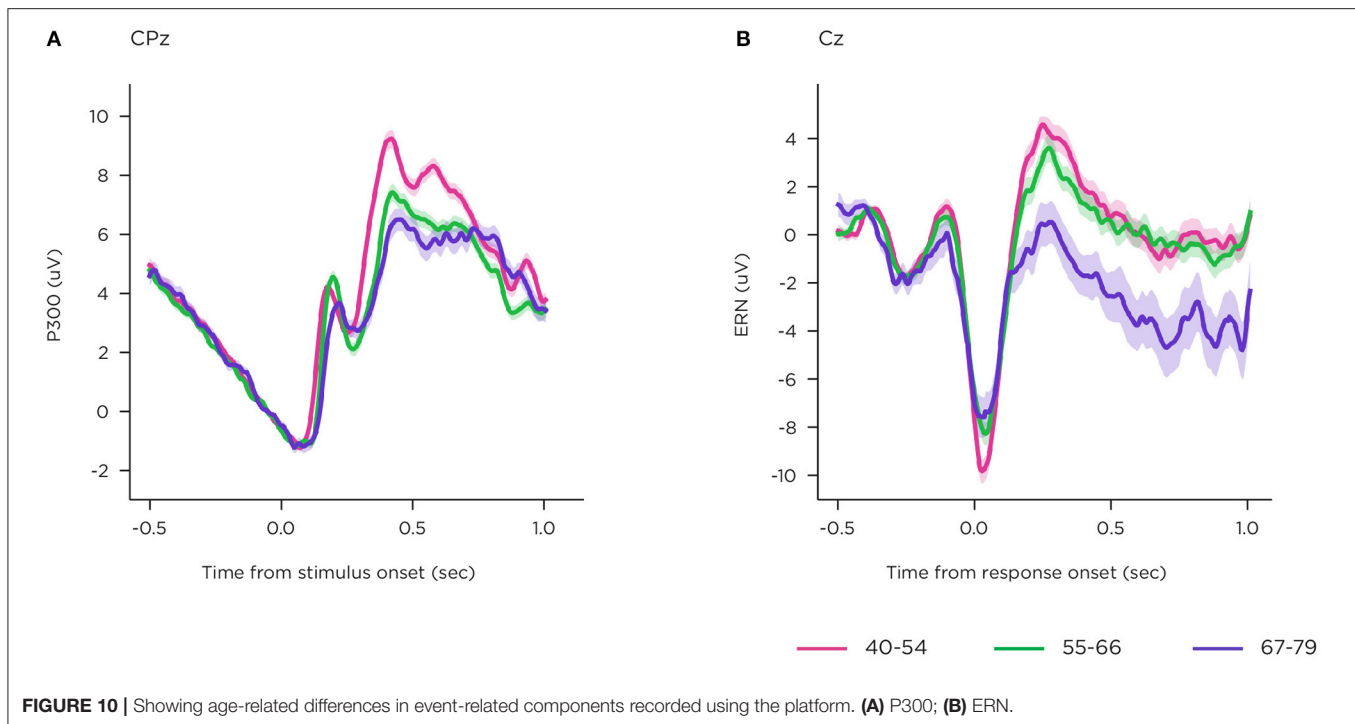 A CPz
10
8
6
4
2
0
-2
P300 (uV)
-0.5 0.0 0.5 1.0
Time from stimulus onset (sec)
B Cz
4
2
0
-2
-4
-6
-8
-10
ERN (uV)
-0.5 0.0 0.5 1.0
Time from response onset (sec)
40-54 55-66 67-79
FIGURE 10 | Showing age-related differences in event-related components recorded using the platform. (A) P300; (B) ERN.